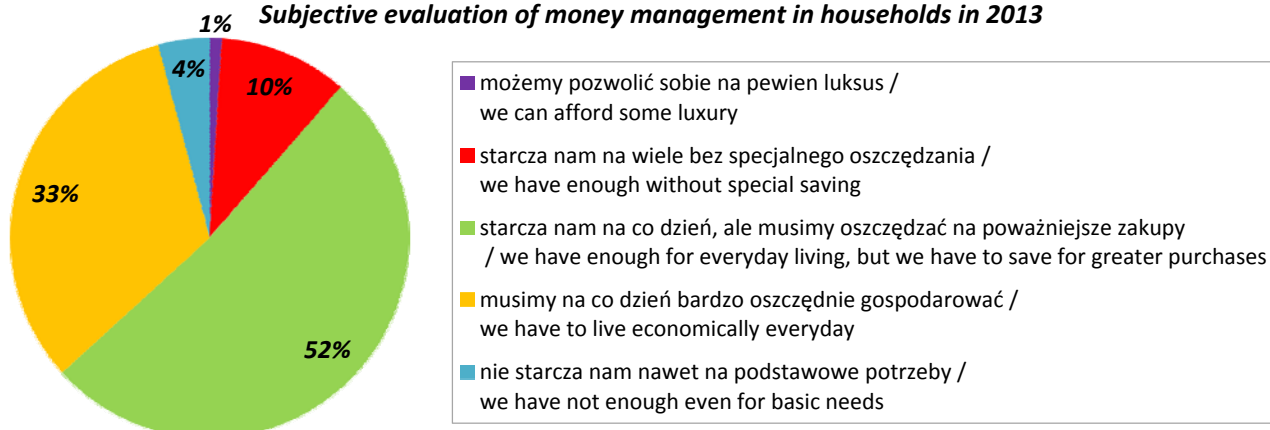 Subjective evaluation of money management in households in 2013
1%
4%
10%
33%
52%
możemy pozwolić sobie na pewien luksus /
we can afford some luxury
starcza nam na wiele bez specjalnego oszczędzania /
we have enough without special saving
starcza nam na co dzień, ale musimy oszczędzać na poważniejsze zakupy
/ we have enough for everyday living, but we have to save for greater purchases
musimy na co dzień bardzo oszczędnie gospodarować /
we have to live economically everyday
nie starcza nam nawet na podstawowe potrzeby /
we have not enough even for basic needs